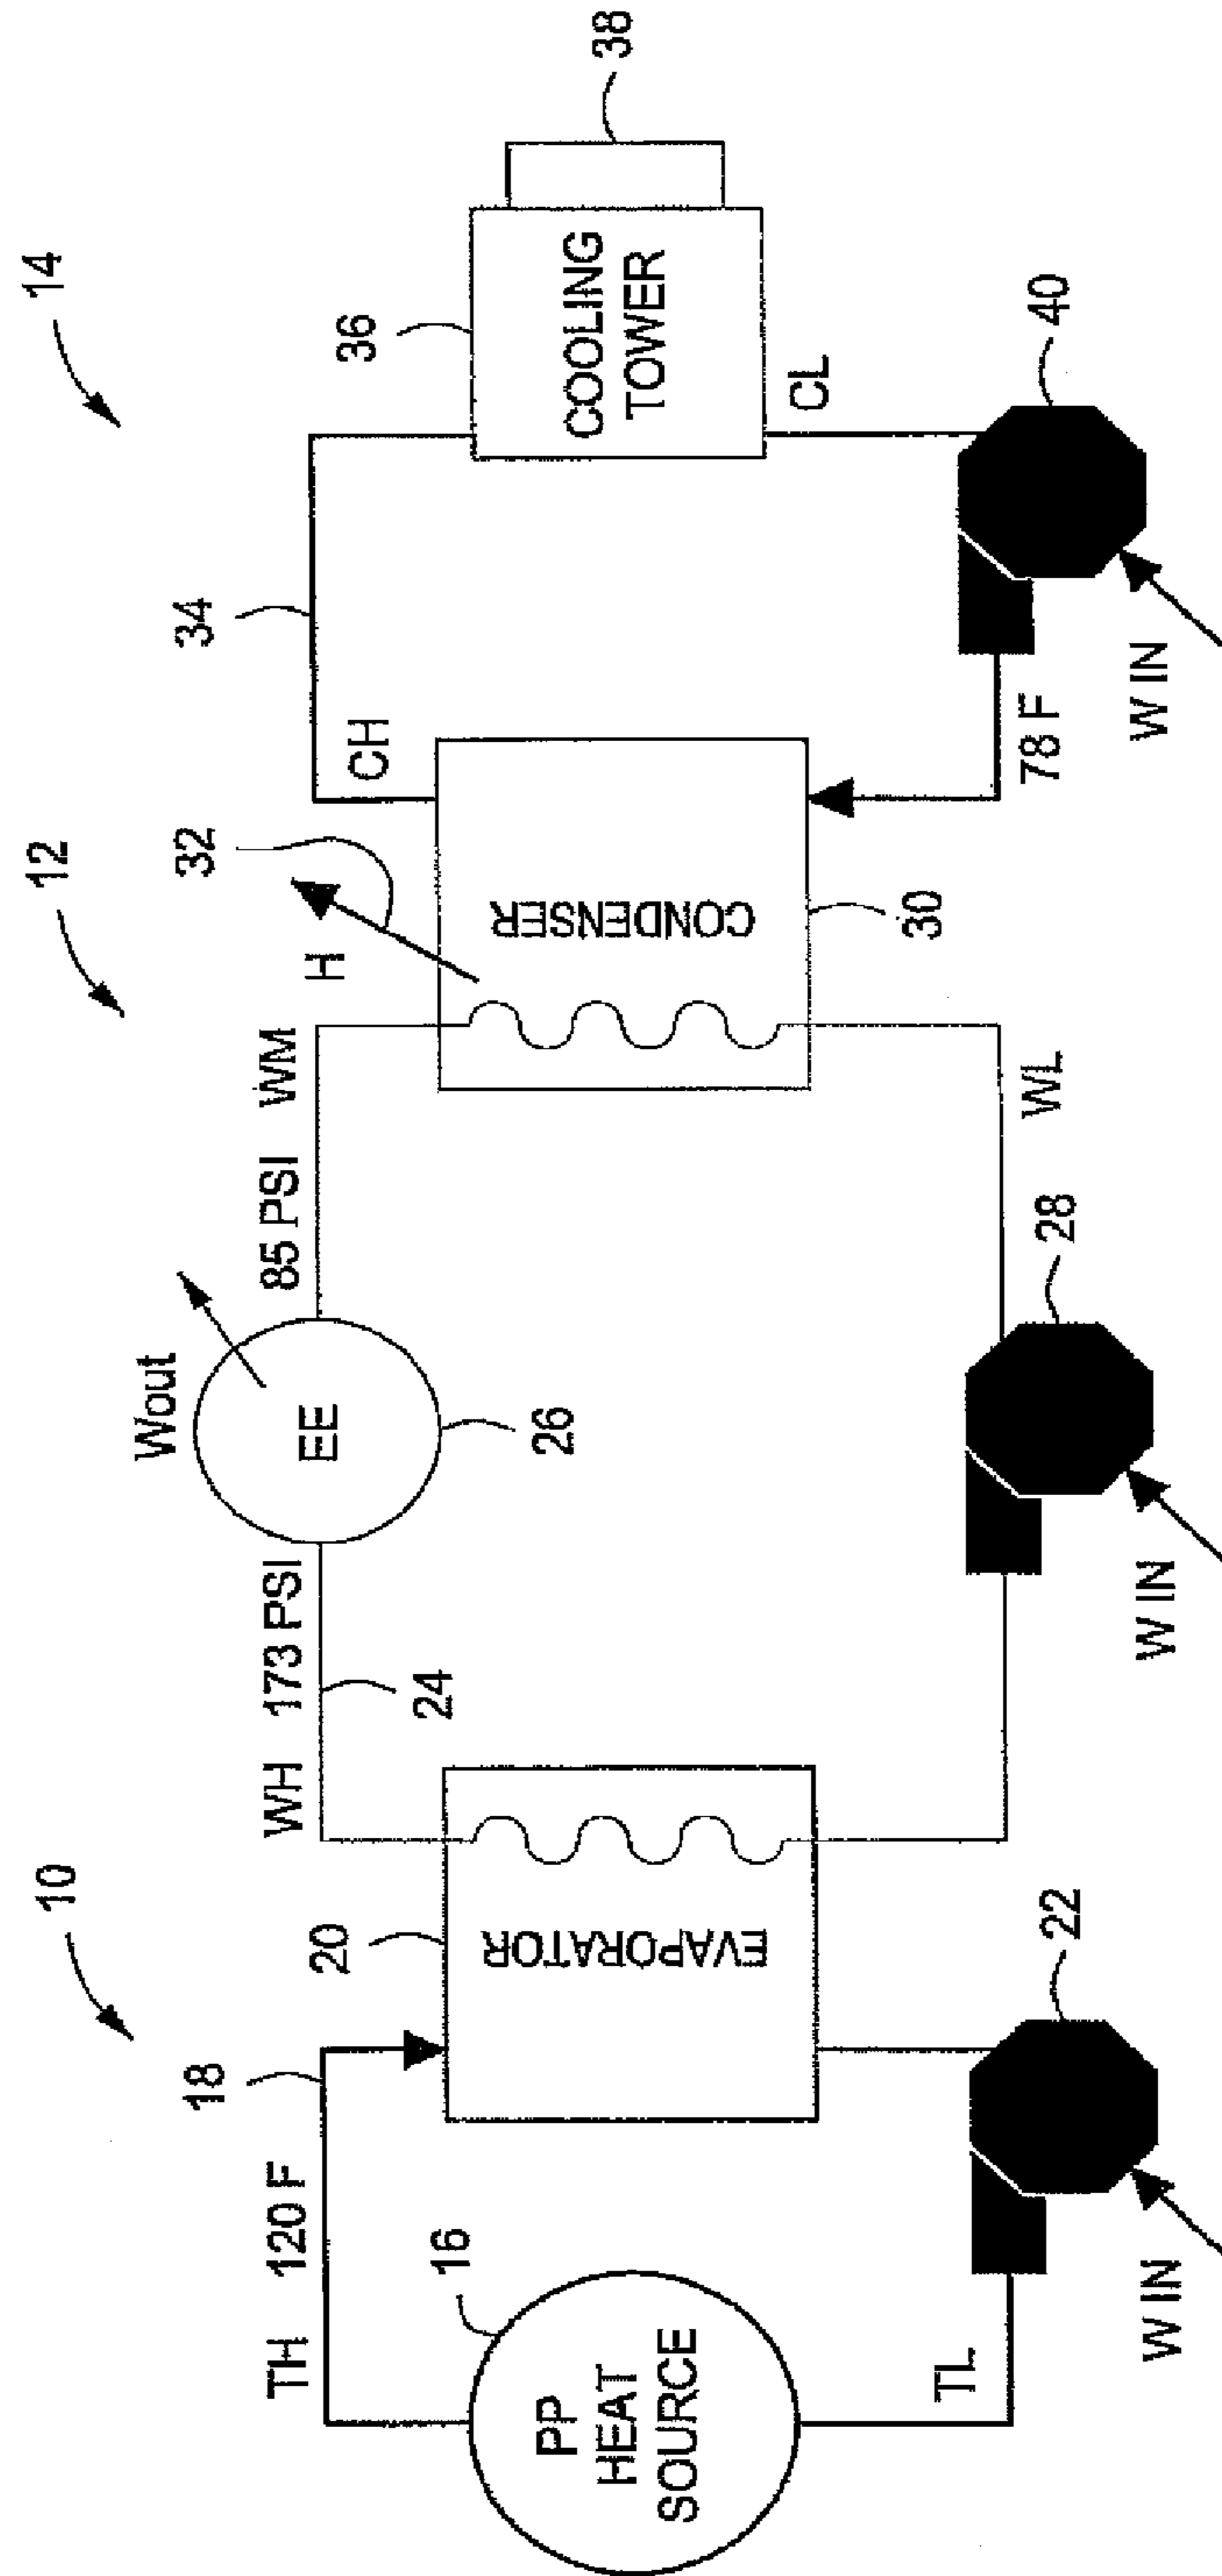 10
12
14
18
TH 120 F
WH 173 PSI
24
Wout
85 PSI WM
H
32
CH
34
16
PP
HEAT
SOURCE
20
EVAPORATOR
EE
26
CONDENSER
30
36
COOLING
TOWER
38
TL
22
W IN
28
W IN
WL
78 F
CL
40
W IN